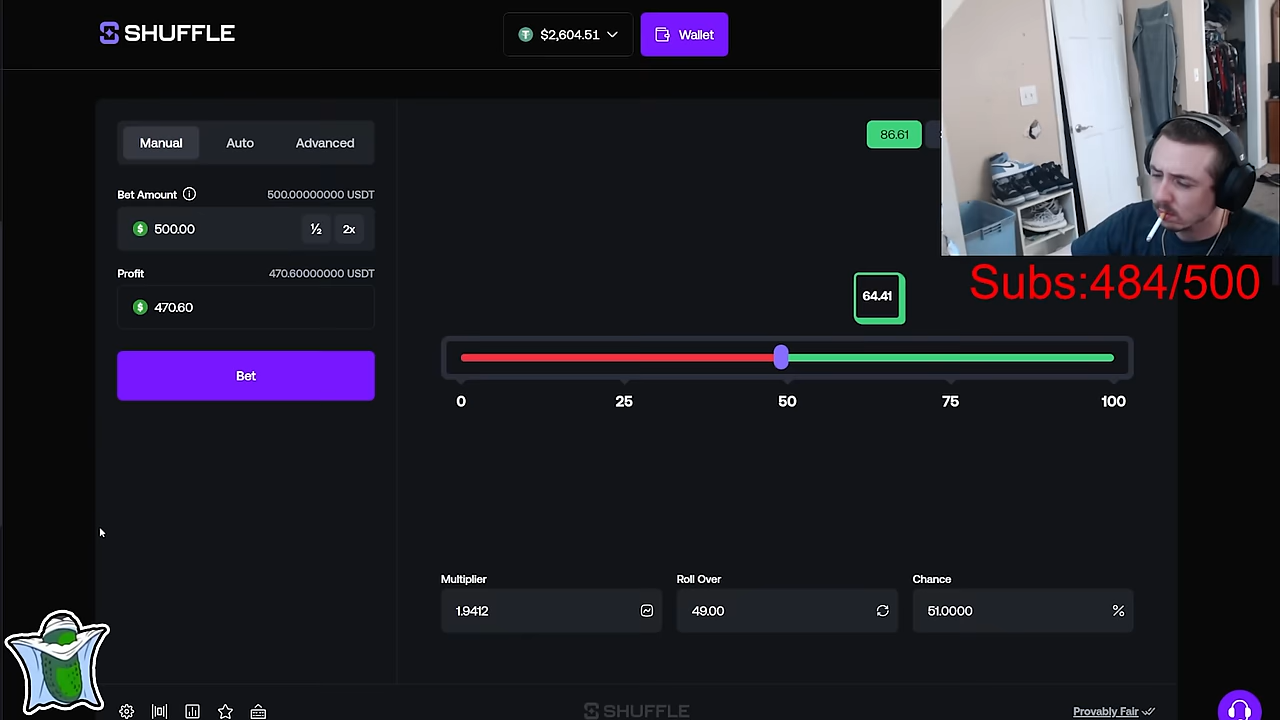 SHUFFLE
$2,604.51
Wallet
Manual
Auto
Advanced
86.61
Bet Amount
500.00000000 USDT
500.00
½
2x
Profit
470.60000000 USDT
470.60
Bet
64.41
0
25
50
75
100
Subs:484/500
Multiplier
Roll Over
Chance
1.9412
49.00
51.0000
%
SHUFFLE
Provably Fair